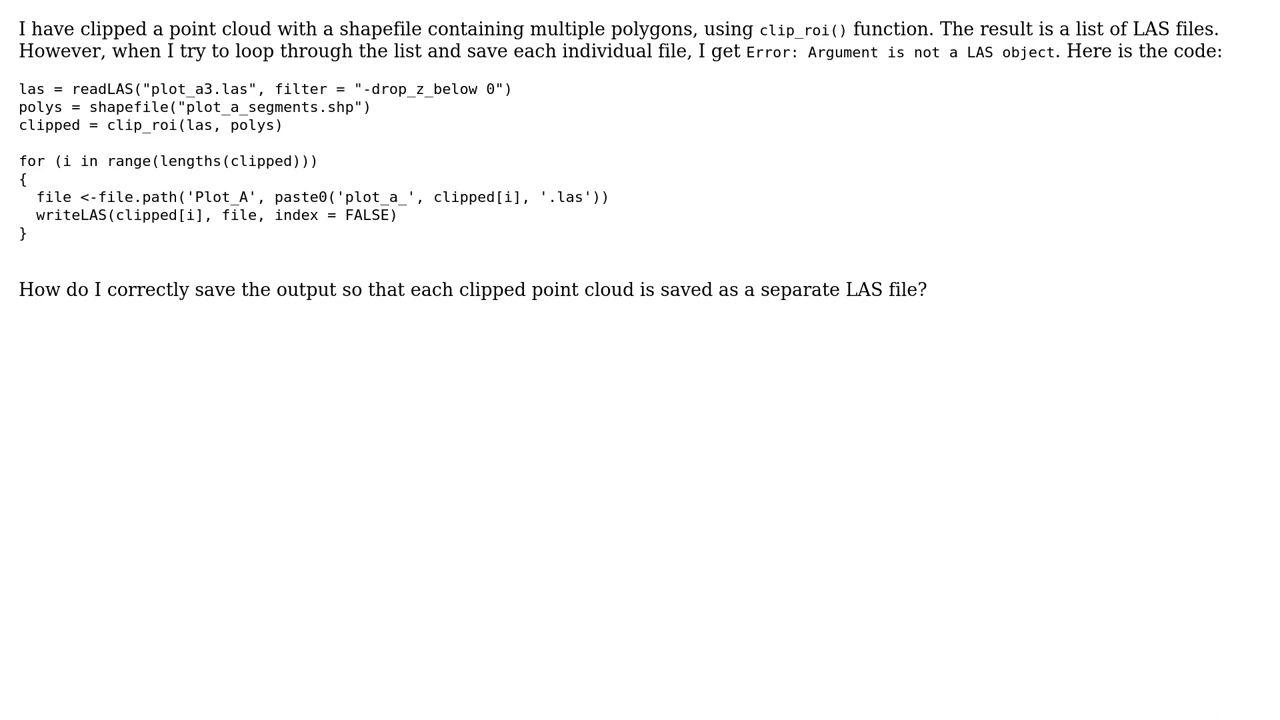 I have clipped a point cloud with a shapefile containing multiple polygons, using clip_roi() function. The result is a list of LAS files.
However, when I try to loop through the list and save each individual file, I get Error: Argument is not a LAS object. Here is the code:
las = readLAS("plot_a3.las", filter = "-drop_z_below 0")
polys = shapefile("plot_a_segments.shp")
clipped = clip_roi(las, polys)
for (i in range(lengths(clipped)))
{
  file <-file.path('Plot_A', paste0('plot_a_', clipped[i], '.las'))
  writeLAS(clipped[i], file, index = FALSE)
}
How do I correctly save the output so that each clipped point cloud is saved as a separate LAS file?